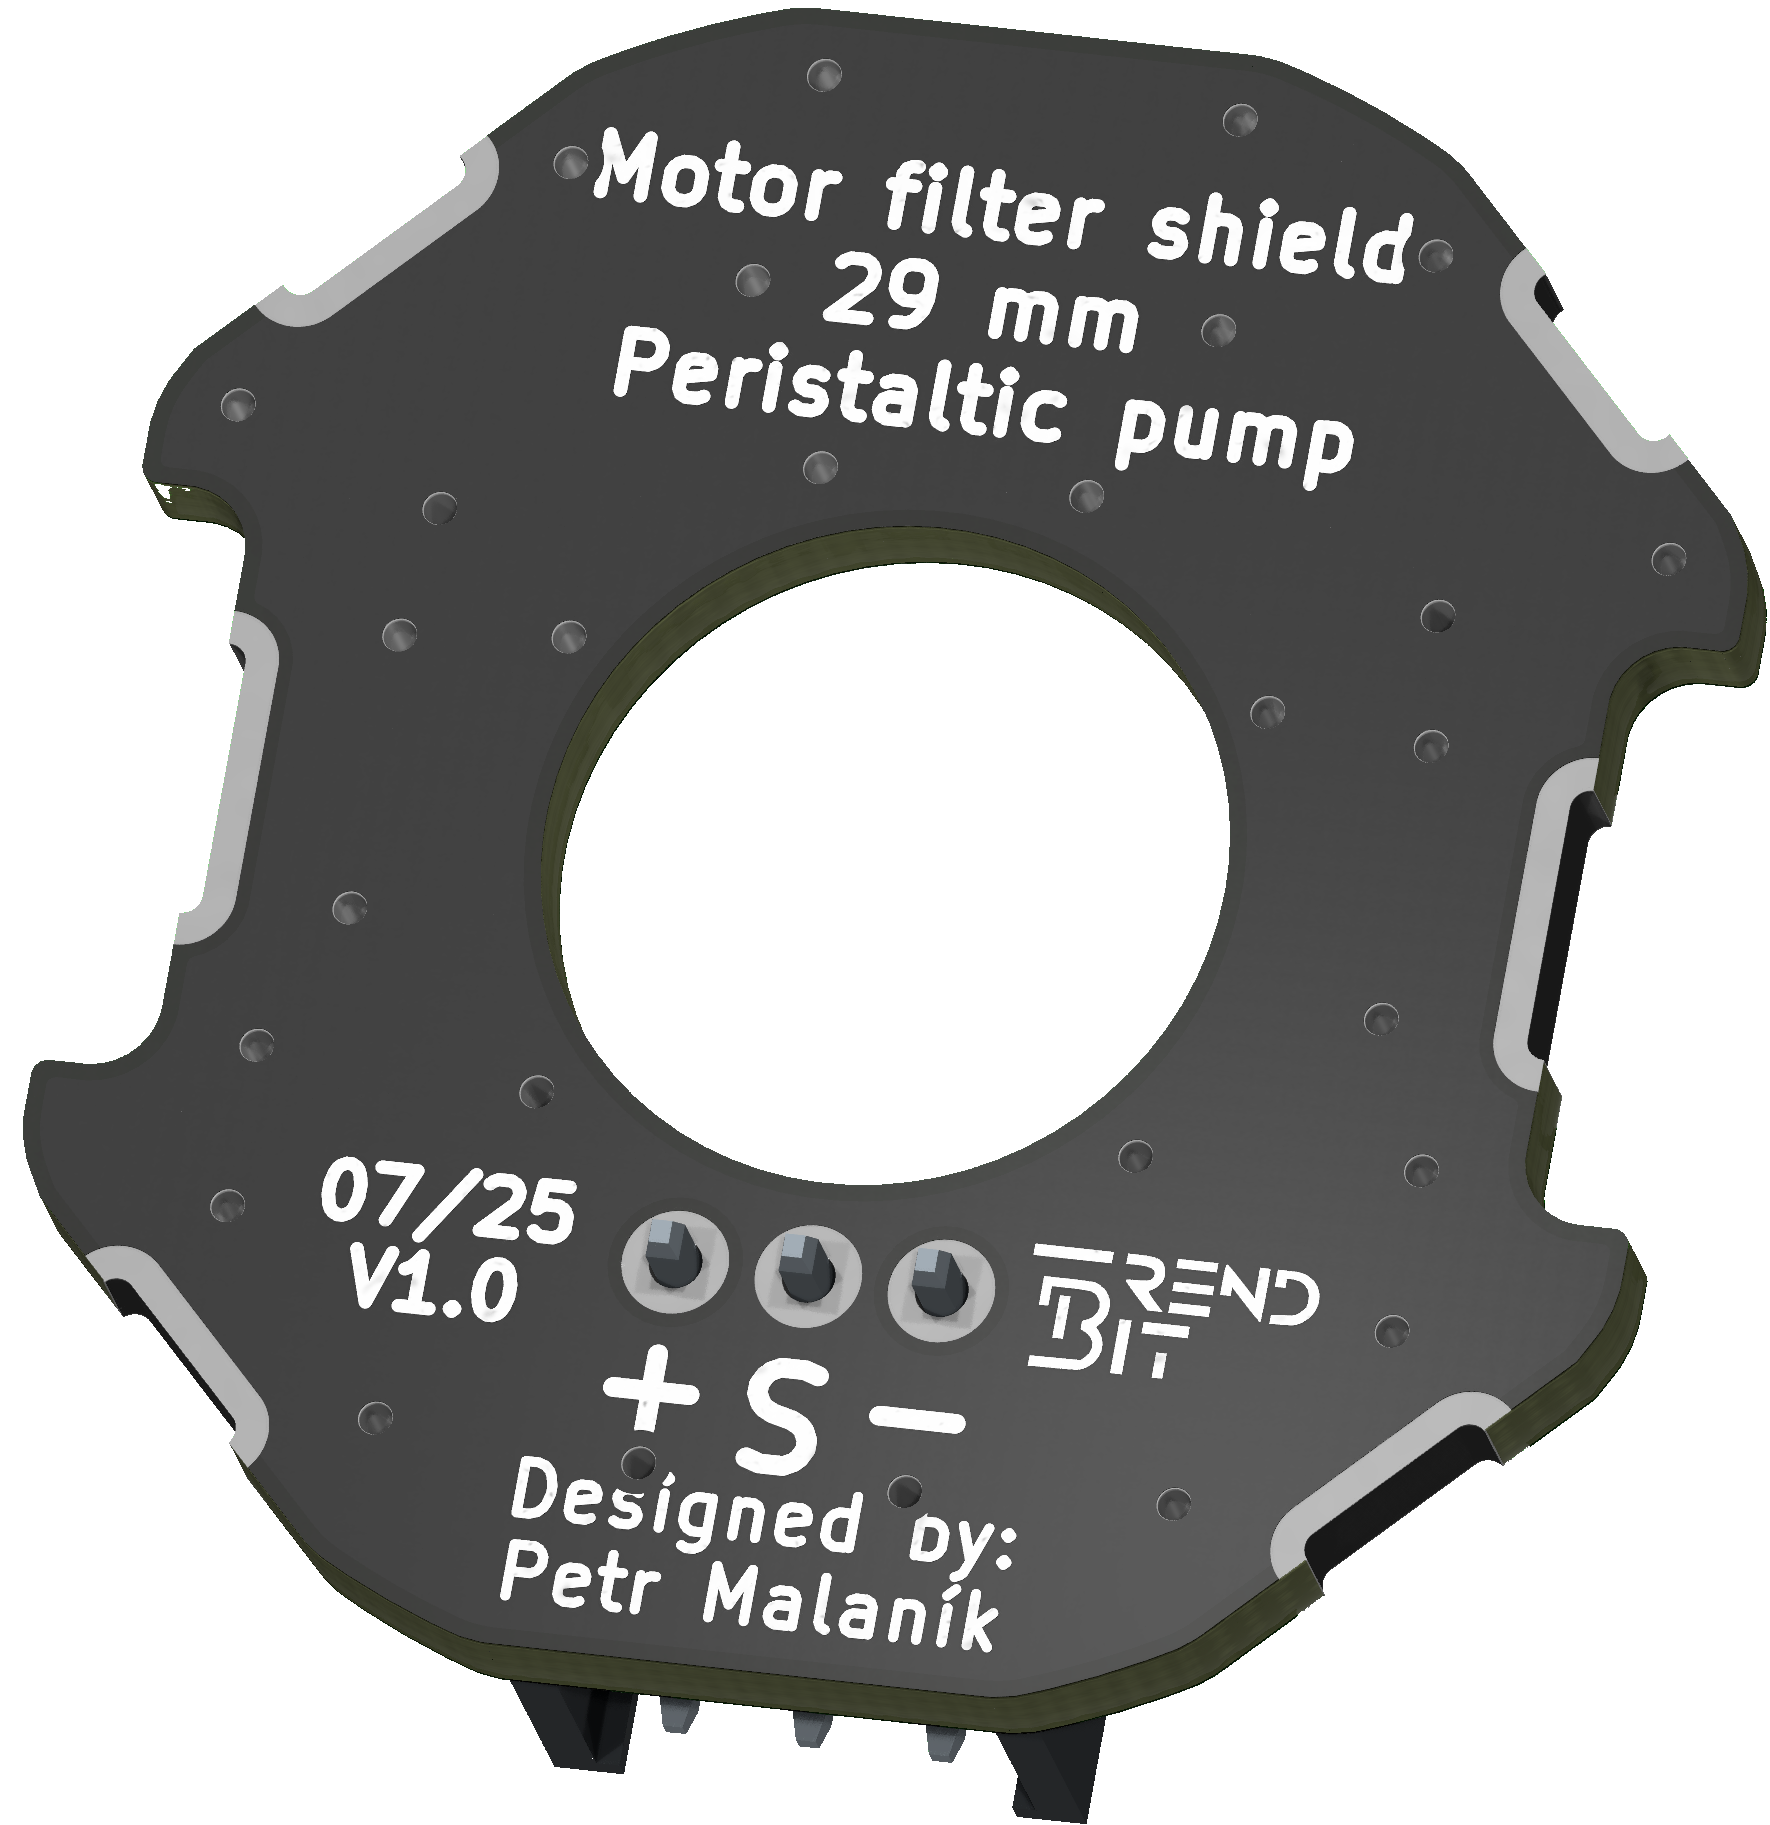 Motor filter shield
29 mm
Peristaltic pump
07/25
V1.0
TREND
BIT
+ S -
Designed by:
Petr Malaník